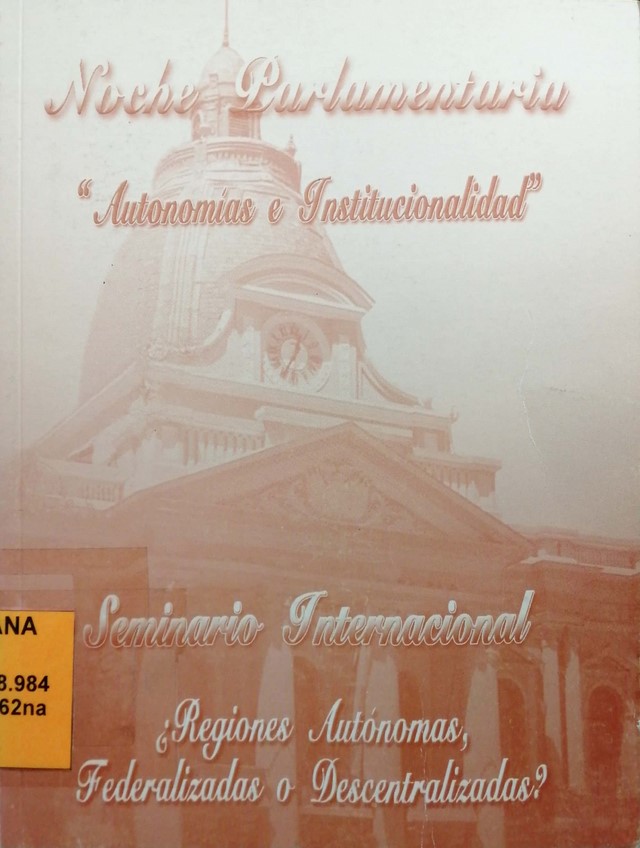 Noche Parlamentaria
"Autonomías e Institucionalidad"
Seminario Internacional
¿Regiones Autónomas,
Federalizadas o Descentralizadas?
ANA
8.984
62na